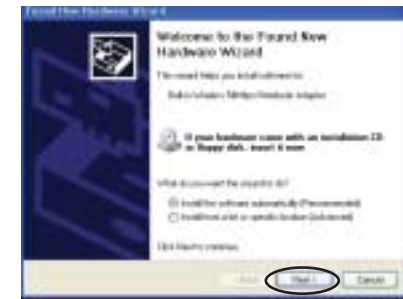 Found New Hardware Wizard
Welcome to the Found New
Hardware Wizard
This wizard helps you install software for:
Wireless Network Adapter
If your hardware came with an installation CD
or floppy disk, insert it now.
What do you want the wizard to do?
Install the software automatically (Recommended)
Install from a list or specific location (Advanced)
Click Next to continue.
Next >
Cancel